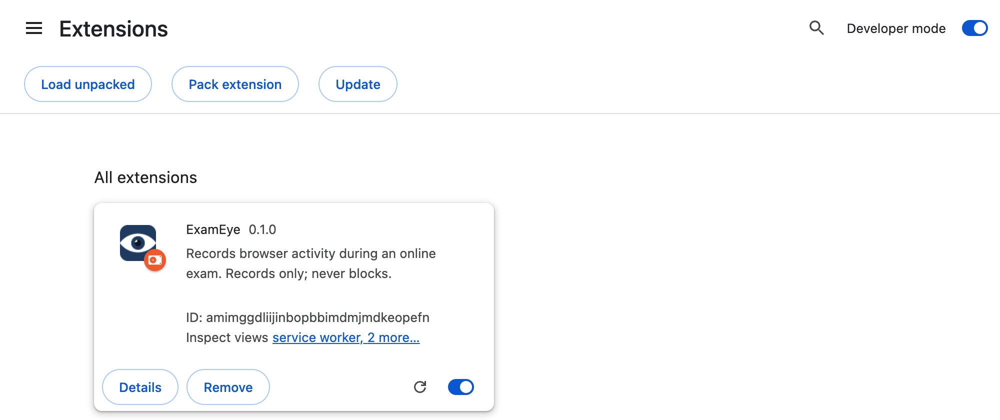 Extensions
Developer mode
Load unpacked
Pack extension
Update
All extensions
ExamEye 0.1.0
Records browser activity during an online
exam. Records only; never blocks.
ID: amimggdliijinbopbbimdmjmdkeopefn
Inspect views service worker, 2 more...
Details
Remove